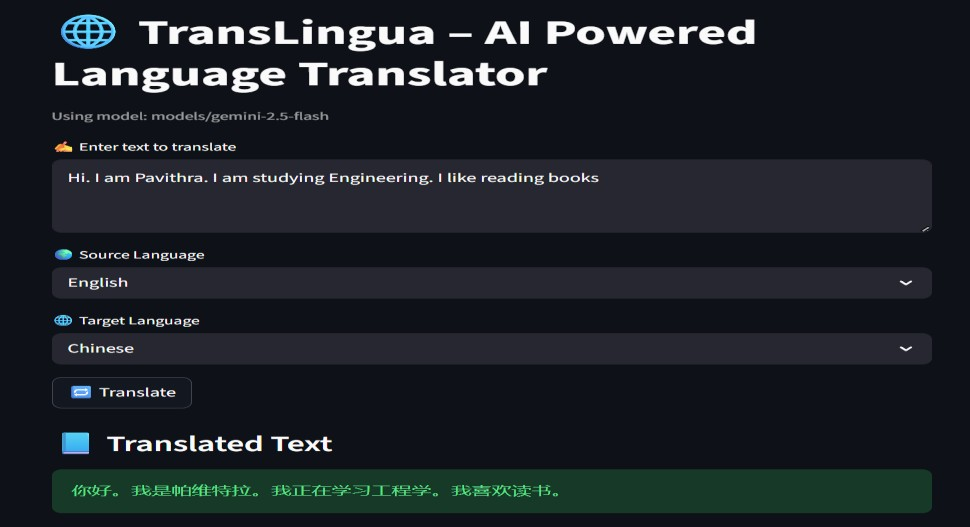 🌐 TransLingua – AI Powered
Language Translator
Using model: models/gemini-2.5-flash
✍️ Enter text to translate
Hi. I am Pavithra. I am studying Engineering. I like reading books
🌍 Source Language
English
🌐 Target Language
Chinese
🔁 Translate
📘 Translated Text
你好。我是帕维特拉。我正在学习工程学。我喜欢读书。